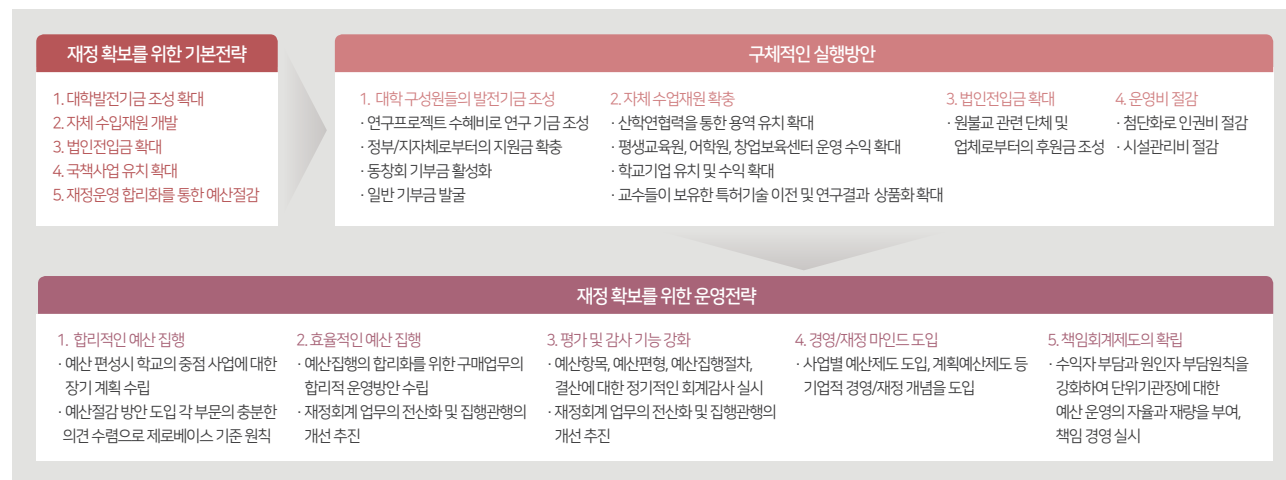 재정 확보를 위한 기본전략
1. 대학발전기금 조성 확대
2. 자체 수입재원 개발
3. 법인전입금 확대
4. 국책사업 유치 확대
5. 재정운영 합리화를 통한 예산절감
구체적인 실행방안
1. 대학 구성원들의 발전기금 조성
· 연구프로젝트 수혜비로 연구 기금 조성
· 정부/지자체로부터의 지원금 확충
· 동창회 기부금 활성화
· 일반 기부금 발굴
2. 자체 수업재원 확충
· 산학연협력을 통한 용역 유치 확대
· 평생교육원, 어학원, 창업보육센터 운영 수익 확대
· 학교기업 유치 및 수익 확대
· 교수들이 보유한 특허기술 이전 및 연구결과 상품화 확대
3. 법인전입금 확대
· 원불교 관련 단체 및
업체로부터의 후원금 조성
4. 운영비 절감
· 첨단화로 인권비 절감
· 시설관리비 절감
재정 확보를 위한 운영전략
1. 합리적인 예산 집행
· 예산 편성시 학교의 중점 사업에 대한
장기 계획 수립
· 예산절감 방안 도입 각 부문의 충분한
의견 수렴으로 제로베이스 기준 원칙
2. 효율적인 예산 집행
· 예산집행의 합리화를 위한 구매업무의
합리적 운영방안 수립
· 재정회계 업무의 전산화 및 집행관행의
개선 추진
3. 평가 및 감사 기능 강화
· 예산항목, 예산편형, 예산집행절차,
결산에 대한 정기적인 회계감사 실시
· 재정회계 업무의 전산화 및 집행관행의
개선 추진
4. 경영/재정 마인드 도입
· 사업별 예산제도 도입, 계획예산제도 등
기업적 경영/재정 개념을 도입
5. 책임회계제도의 확립
· 수익자 부담과 원인자 부담원칙을
강화하여 단위기관장에 대한
예산 운영의 자율과 재량을 부여,
책임 경영 실시